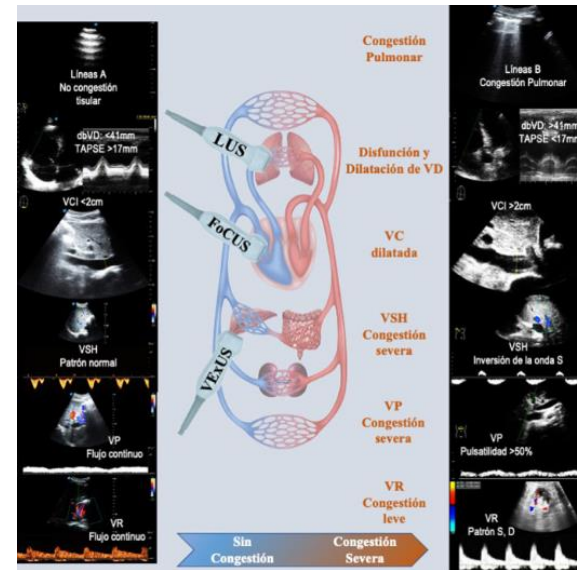 Líneas A
No congestión
tisular
dbVD: <41mm
TAPSE >17mm
VCI <2cm
VSH
Patrón normal
VP
Flujo continuo
VR
Flujo continuo
LUS
FoCUS
VExUS
Congestión
Pulmonar
Disfunción y
Dilatación de VD
VC
dilatada
VSH
Congestión
severa
VP
Congestión
severa
VR
Congestión
leve
Sin
Congestión
Congestión
Severa
Líneas B
Congestión Pulmonar
dbVD: >41mm
TAPSE <17mm
VCI >2cm
VSH
Inversión de la onda S
VP
Pulsatilidad >50%
VR
Patrón S, D